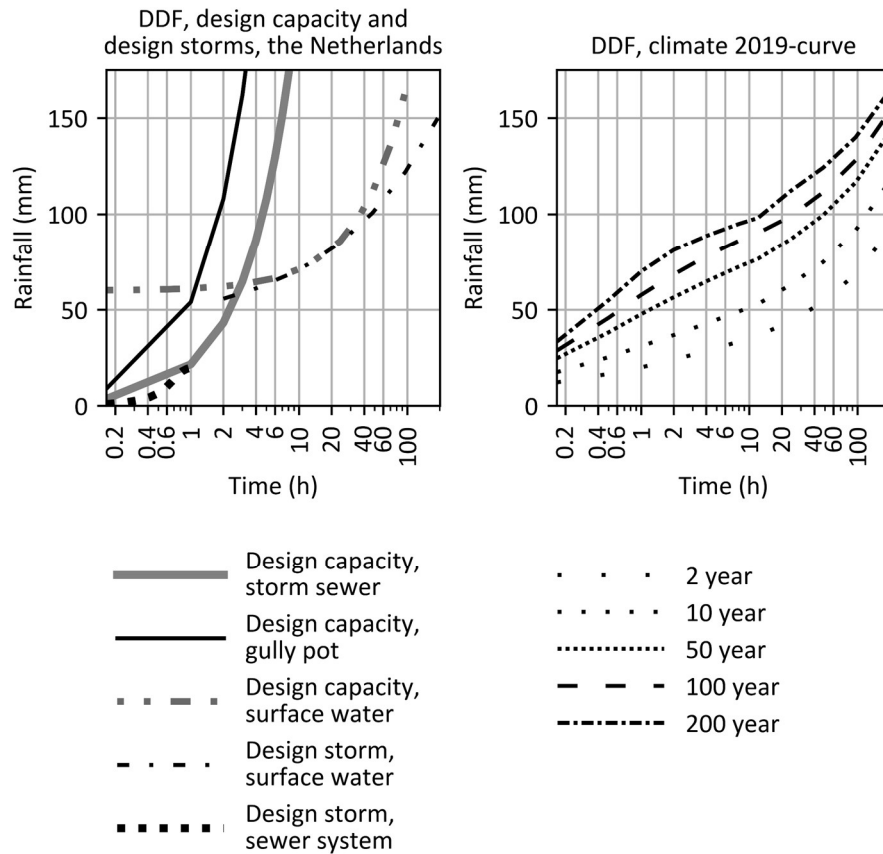 DDF, design capacity and
design storms, the Netherlands
Rainfall (mm)
150
100
50
0
0.2
0.4
0.6
1
2
4
6
10
20
40
60
100
Time (h)
DDF, climate 2019-curve
Rainfall (mm)
150
100
50
0
0.2
0.4
0.6
1
2
4
6
10
20
40
60
100
Time (h)
Design capacity,
storm sewer
Design capacity,
gully pot
Design capacity,
surface water
Design storm,
surface water
Design storm,
sewer system
2 year
10 year
50 year
100 year
200 year